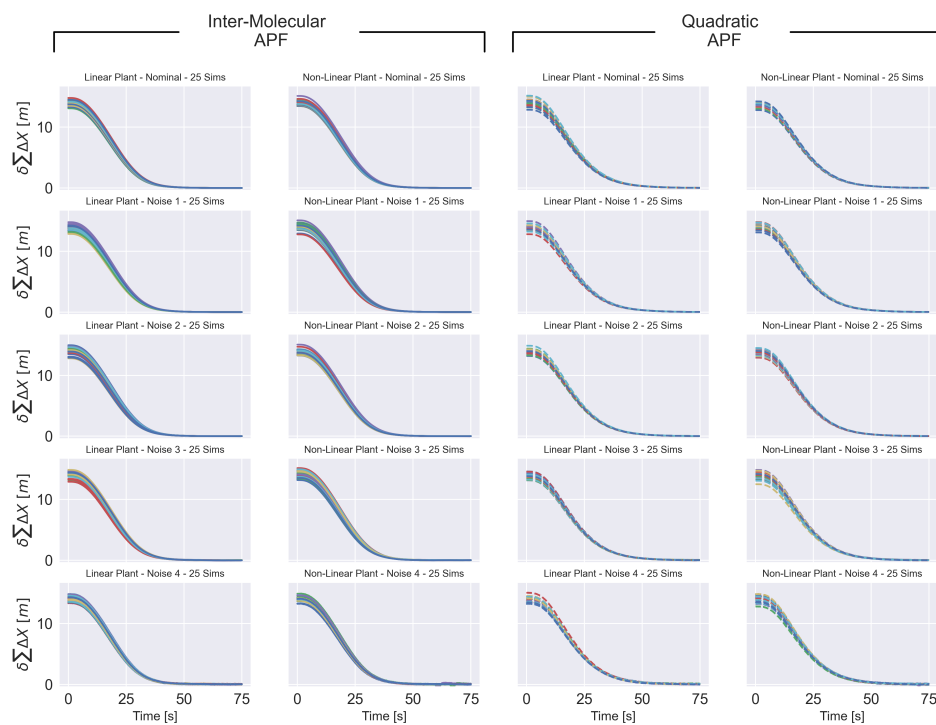 Inter-Molecular
APF
Quadratic
APF
Linear Plant - Nominal - 25 Sims
Non-Linear Plant - Nominal - 25 Sims
Linear Plant - Nominal - 25 Sims
Non-Linear Plant - Nominal - 25 Sims
δ∑ΔX [m]
10
0
Linear Plant - Noise 1 - 25 Sims
Non-Linear Plant - Noise 1 - 25 Sims
Linear Plant - Noise 1 - 25 Sims
Non-Linear Plant - Noise 1 - 25 Sims
δ∑ΔX [m]
10
0
Linear Plant - Noise 2 - 25 Sims
Non-Linear Plant - Noise 2 - 25 Sims
Linear Plant - Noise 2 - 25 Sims
Non-Linear Plant - Noise 2 - 25 Sims
δ∑ΔX [m]
10
0
Linear Plant - Noise 3 - 25 Sims
Non-Linear Plant - Noise 3 - 25 Sims
Linear Plant - Noise 3 - 25 Sims
Non-Linear Plant - Noise 3 - 25 Sims
δ∑ΔX [m]
10
0
Linear Plant - Noise 4 - 25 Sims
Non-Linear Plant - Noise 4 - 25 Sims
Linear Plant - Noise 4 - 25 Sims
Non-Linear Plant - Noise 4 - 25 Sims
δ∑ΔX [m]
10
0
0 25 50 75
0 25 50 75
0 25 50 75
0 25 50 75
Time [s]
Time [s]
Time [s]
Time [s]